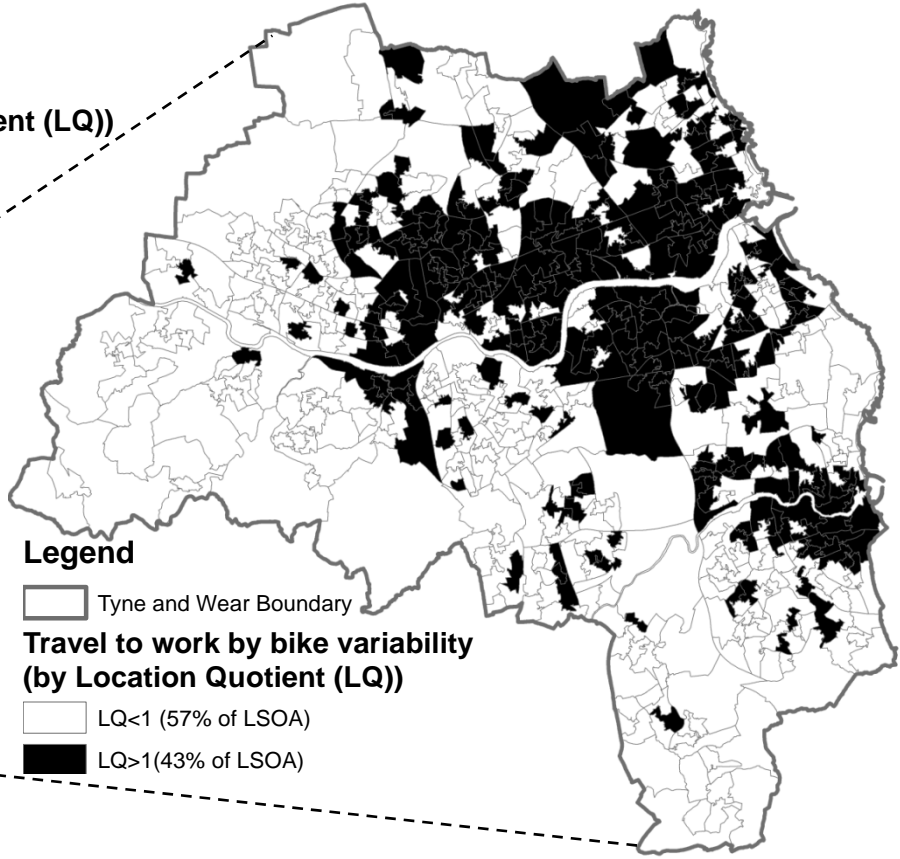 ent (LQ))
Legend
Tyne and Wear Boundary
Travel to work by bike variability
(by Location Quotient (LQ))
LQ<1 (57% of LSOA)
LQ>1(43% of LSOA)